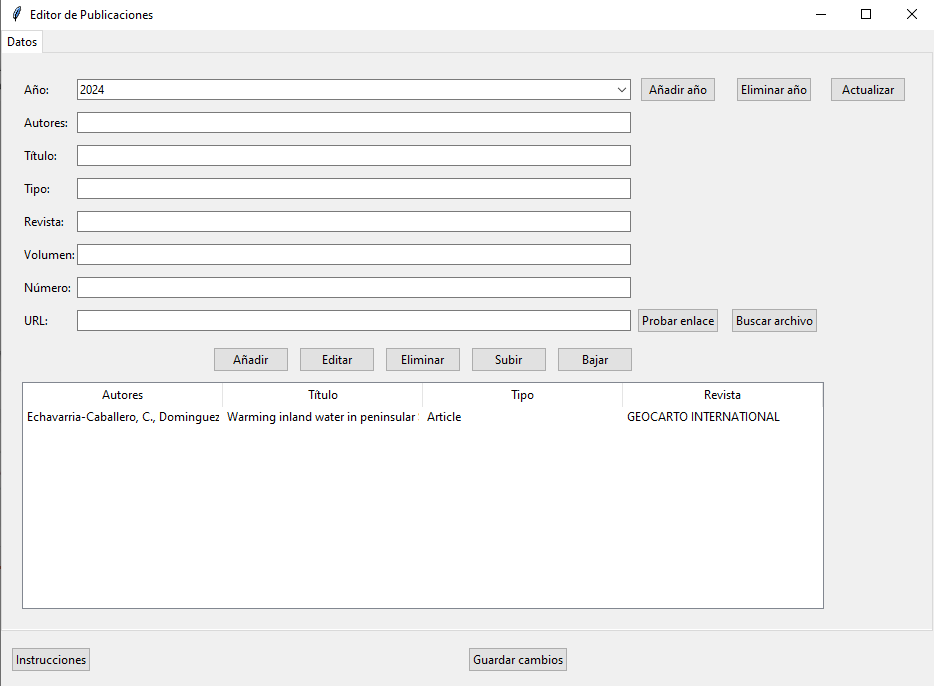 Editor de Publicaciones
Datos
Año: 2024 Añadir año Eliminar año Actualizar
Autores:
Título:
Tipo:
Revista:
Volumen:
Número:
URL: Probar enlace Buscar archivo
Añadir Editar Eliminar Subir Bajar
Autores Título Tipo Revista
Echavarria-Caballero, C., Dominguez Warming inland water in peninsular Article GEOCARTO INTERNATIONAL
Instrucciones Guardar cambios